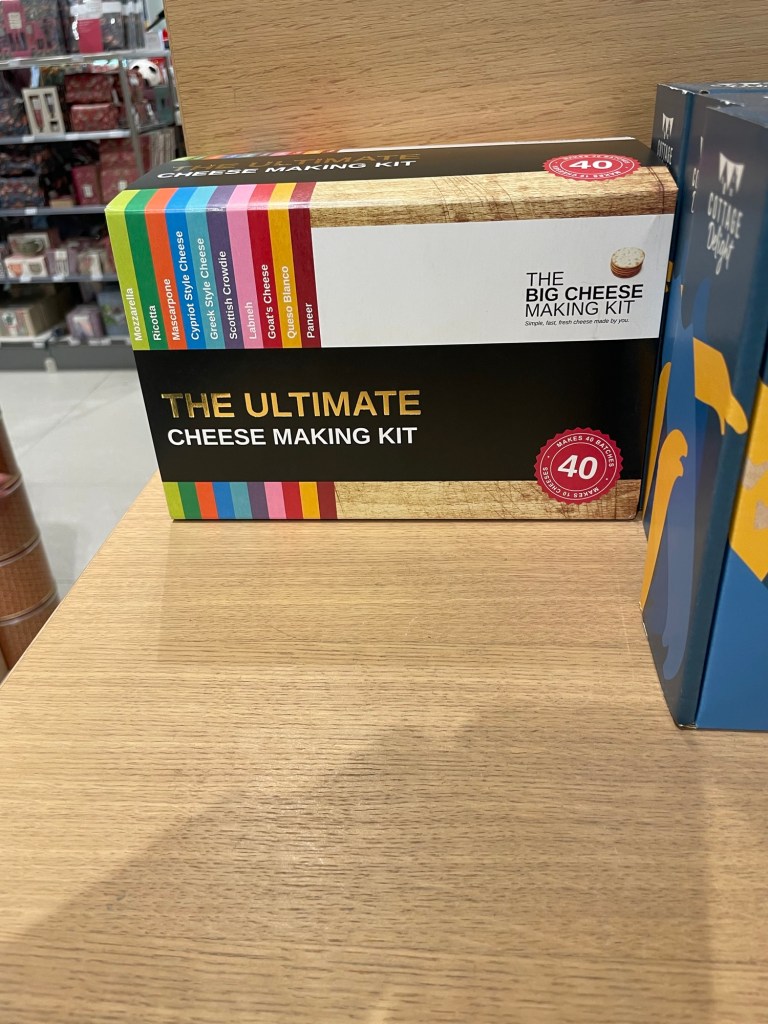 THE ULTIMATE
CHEESE MAKING KIT
40
Mozzarella
Ricotta
Mascarpone
Cypriot Style Cheese
Greek Style Cheese
Scottish Crowdie
Labneh
Goat's Cheese
Queso Blanco
Paneer
THE
BIG CHEESE
MAKING KIT
Simple, fast, fresh cheese made by you.
THE ULTIMATE
CHEESE MAKING KIT
MAKES 40 BATCHES
40
MAKES 10 CHEESES
COTTAGE
Delight